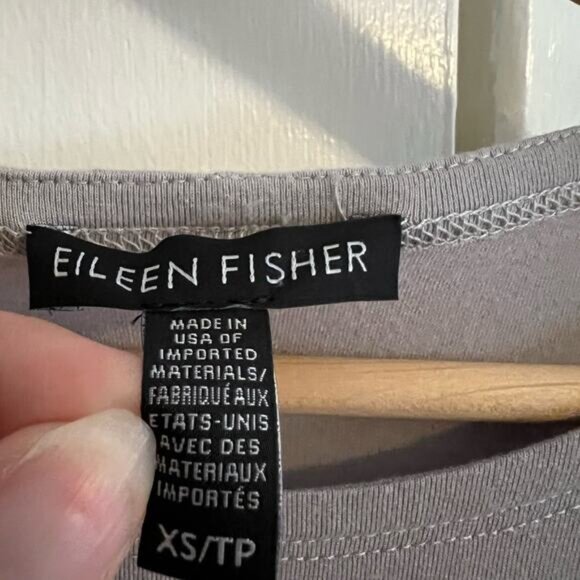 EILEEN FISHER
MADE IN
USA OF
IMPORTED
MATERIALS/
FABRIQUÉ AUX
ETATS-UNIS
AVEC DES
MATERIAUX
IMPORTÉS
XS/TP